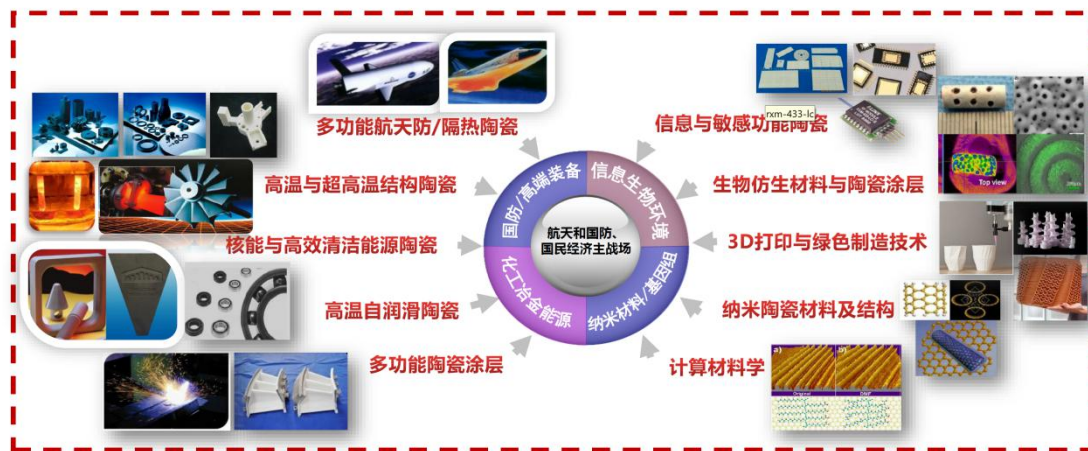 多功能航天防/隔热陶瓷
高温与超高温结构陶瓷
核能与高效清洁能源陶瓷
高温自润滑陶瓷
多功能陶瓷涂层
国防/高端装备
信息生物环境
化工冶金能源
纳米材料/基因组
航天和国防、
国民经济主战场
rxm-433-lc
信息与敏感功能陶瓷
生物仿生材料与陶瓷涂层
Top view
3D打印与绿色制造技术
纳米陶瓷材料及结构
计算材料学
a)
b)
Original